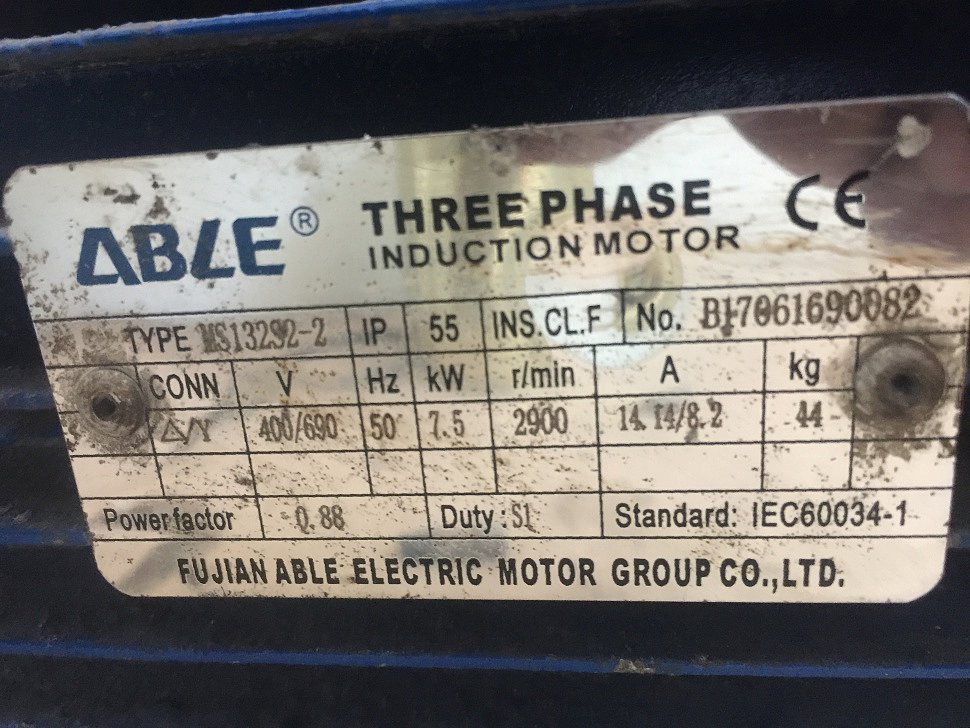 ABLE® THREE PHASE CE
INDUCTION MOTOR
TYPE MS132S2-2 IP 55 INS.CL.F No. B17061690082
CONN V Hz kW r/min A kg
△/Y 400/690 50 7.5 2900 14.14/8.2 44
Power factor 0.88 Duty: S1 Standard: IEC60034-1
FUJIAN ABLE ELECTRIC MOTOR GROUP CO.,LTD.